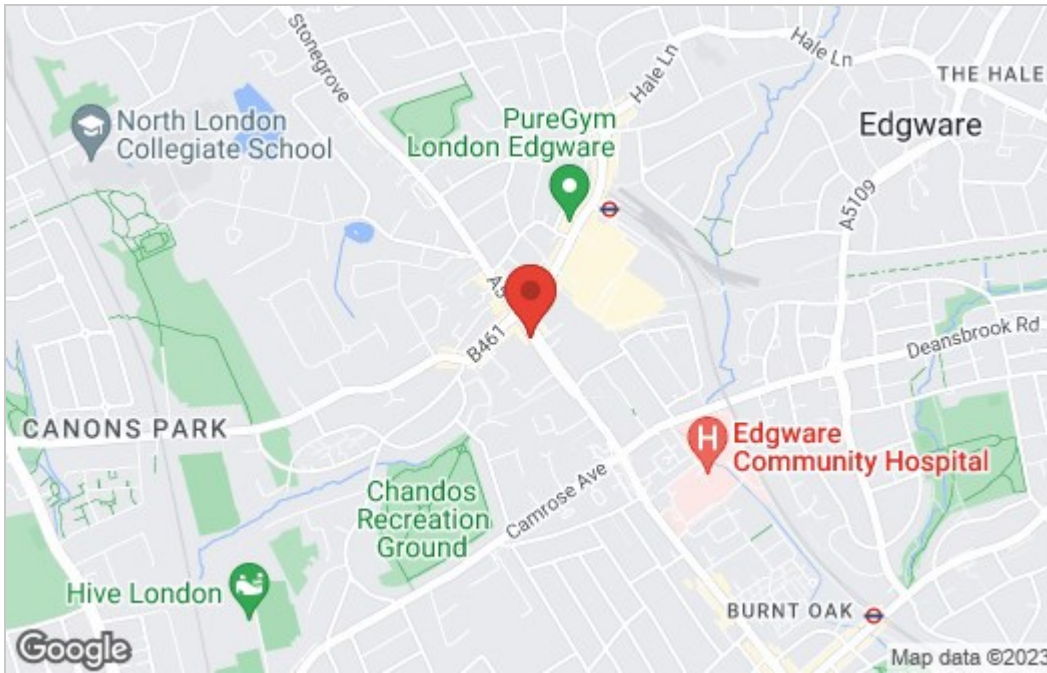 Stonegrove
Hale Ln
Hale Ln
THE HALE
North London
Collegiate School
PureGym
London Edgware
Edgware
A5109
A5
B461
Deansbrook Rd
CANONS PARK
Edgware
Community Hospital
H
Chandos
Recreation
Ground
Camrose Ave
Hive London
BURNT OAK
Google
Map data ©2023